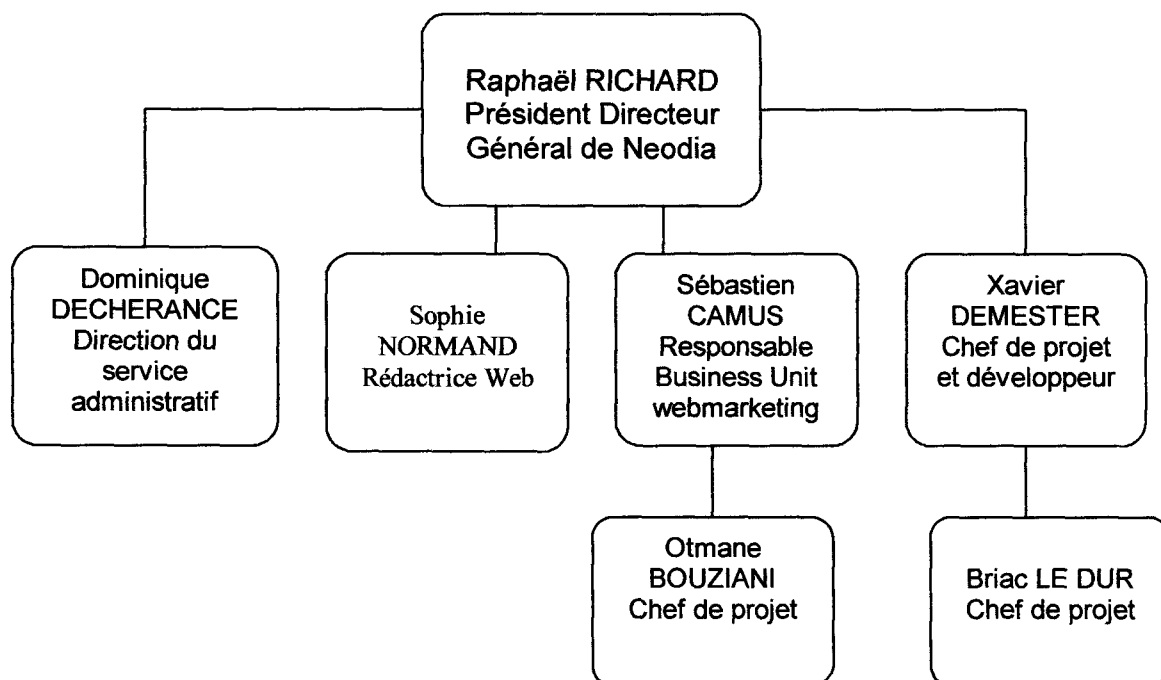 Raphaël RICHARD
Président Directeur
Général de Neodia
Dominique
DECHERANCE
Direction du
service
administratif
Sophie
NORMAND
Rédactrice Web
Sébastien
CAMUS
Responsable
Business Unit
webmarketing
Xavier
DEMESTER
Chef de projet
et développeur
Otmane
BOUZIANI
Chef de projet
Briac LE DUR
Chef de projet